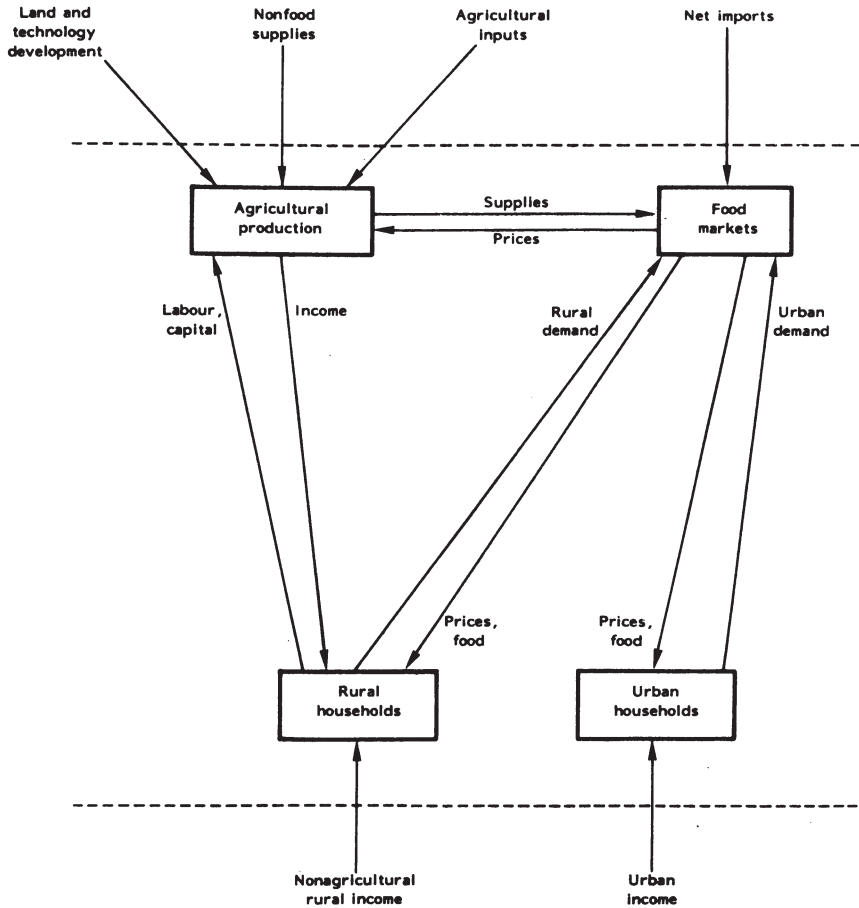 Land and
technology
development
Nonfood
supplies
Agricultural
inputs
Net imports
Agricultural
production
Supplies
Prices
Food
markets
Labour,
capital
Income
Rural
demand
Urban
demand
Prices,
food
Prices,
food
Rural
households
Urban
households
Nonagricultural
rural income
Urban
income